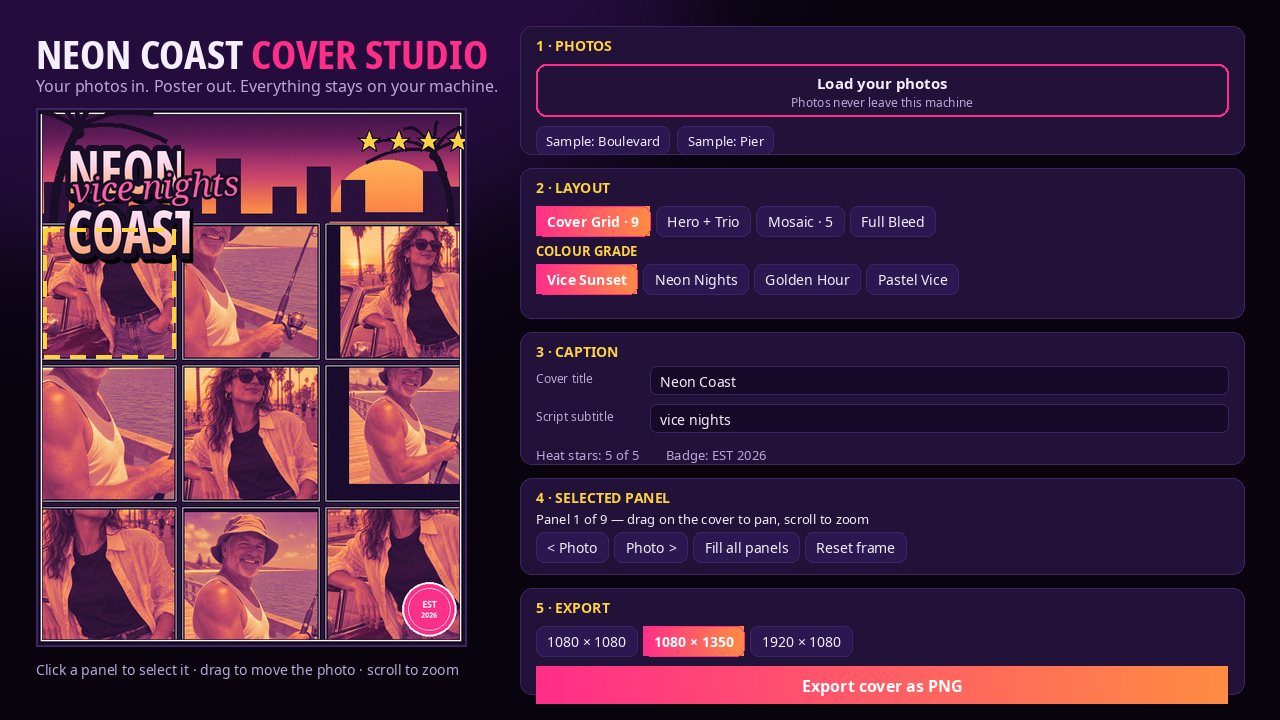 NEON COAST COVER STUDIO
Your photos in. Poster out. Everything stays on your machine.
NEON
vice nights
COAST
EST
2026
Click a panel to select it · drag to move the photo · scroll to zoom
1 · PHOTOS
Load your photos
Photos never leave this machine
Sample: Boulevard Sample: Pier
2 · LAYOUT
Cover Grid · 9 Hero + Trio Mosaic · 5 Full Bleed
COLOUR GRADE
Vice Sunset Neon Nights Golden Hour Pastel Vice
3 · CAPTION
Cover title Neon Coast
Script subtitle vice nights
Heat stars: 5 of 5 Badge: EST 2026
4 · SELECTED PANEL
Panel 1 of 9 — drag on the cover to pan, scroll to zoom
< Photo Photo > Fill all panels Reset frame
5 · EXPORT
1080 × 1080 1080 × 1350 1920 × 1080
Export cover as PNG